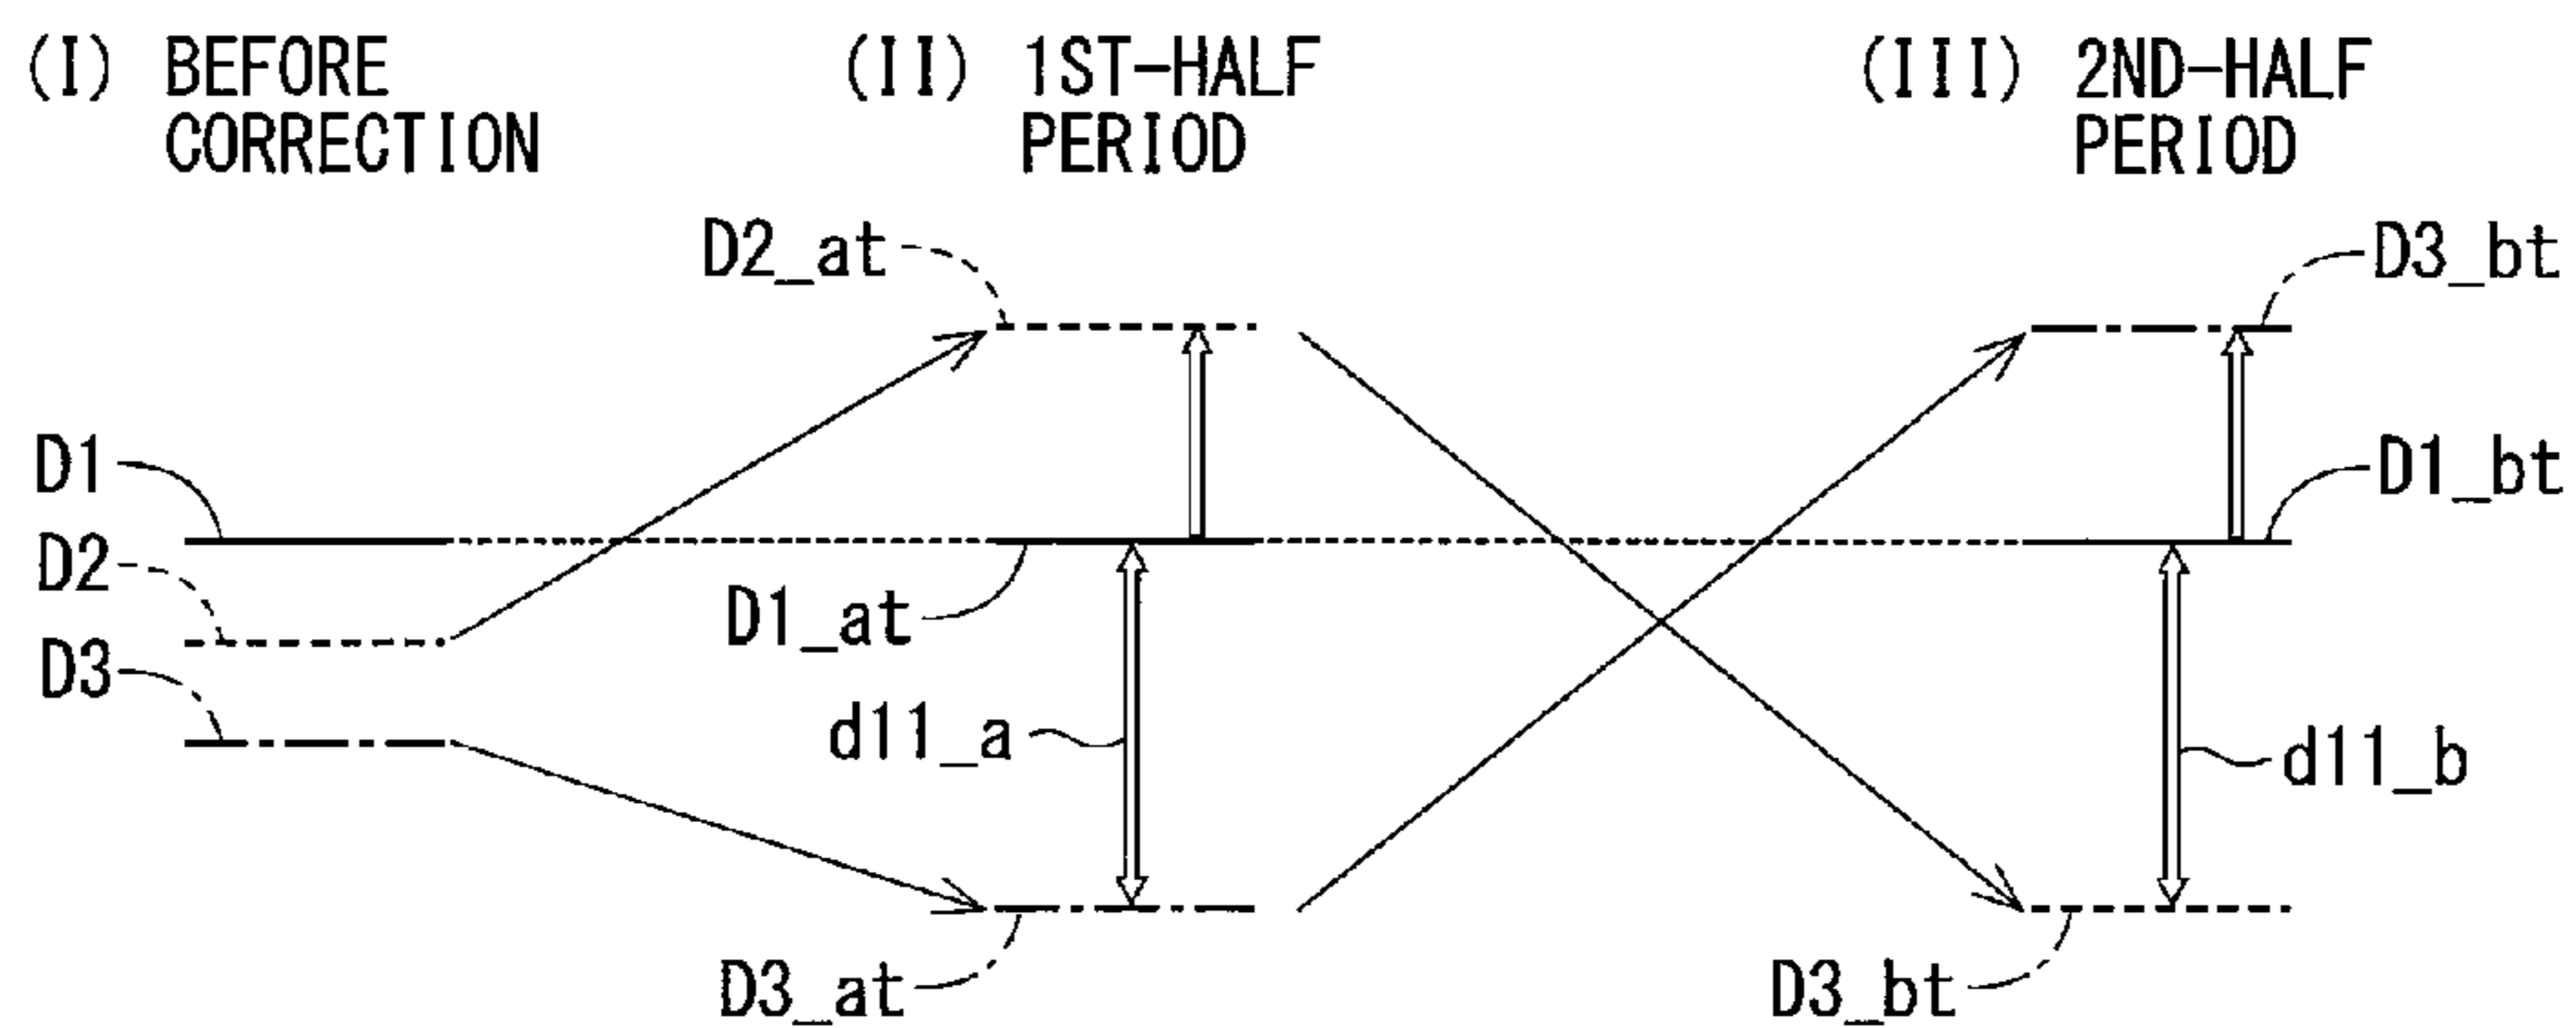 (I) BEFORE
CORRECTION
(II) 1ST-HALF
PERIOD
(III) 2ND-HALF
PERIOD
D2_at
D3_bt
D1
D1_bt
D2
D1_at
D3
d11_a
d11_b
D3_at
D3_bt